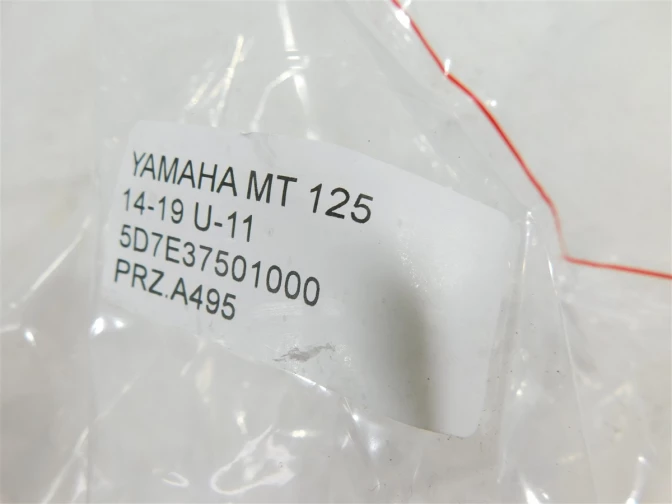 YAMAHA MT 125
14-19 U-11
5D7E37501000
PRZ.A495